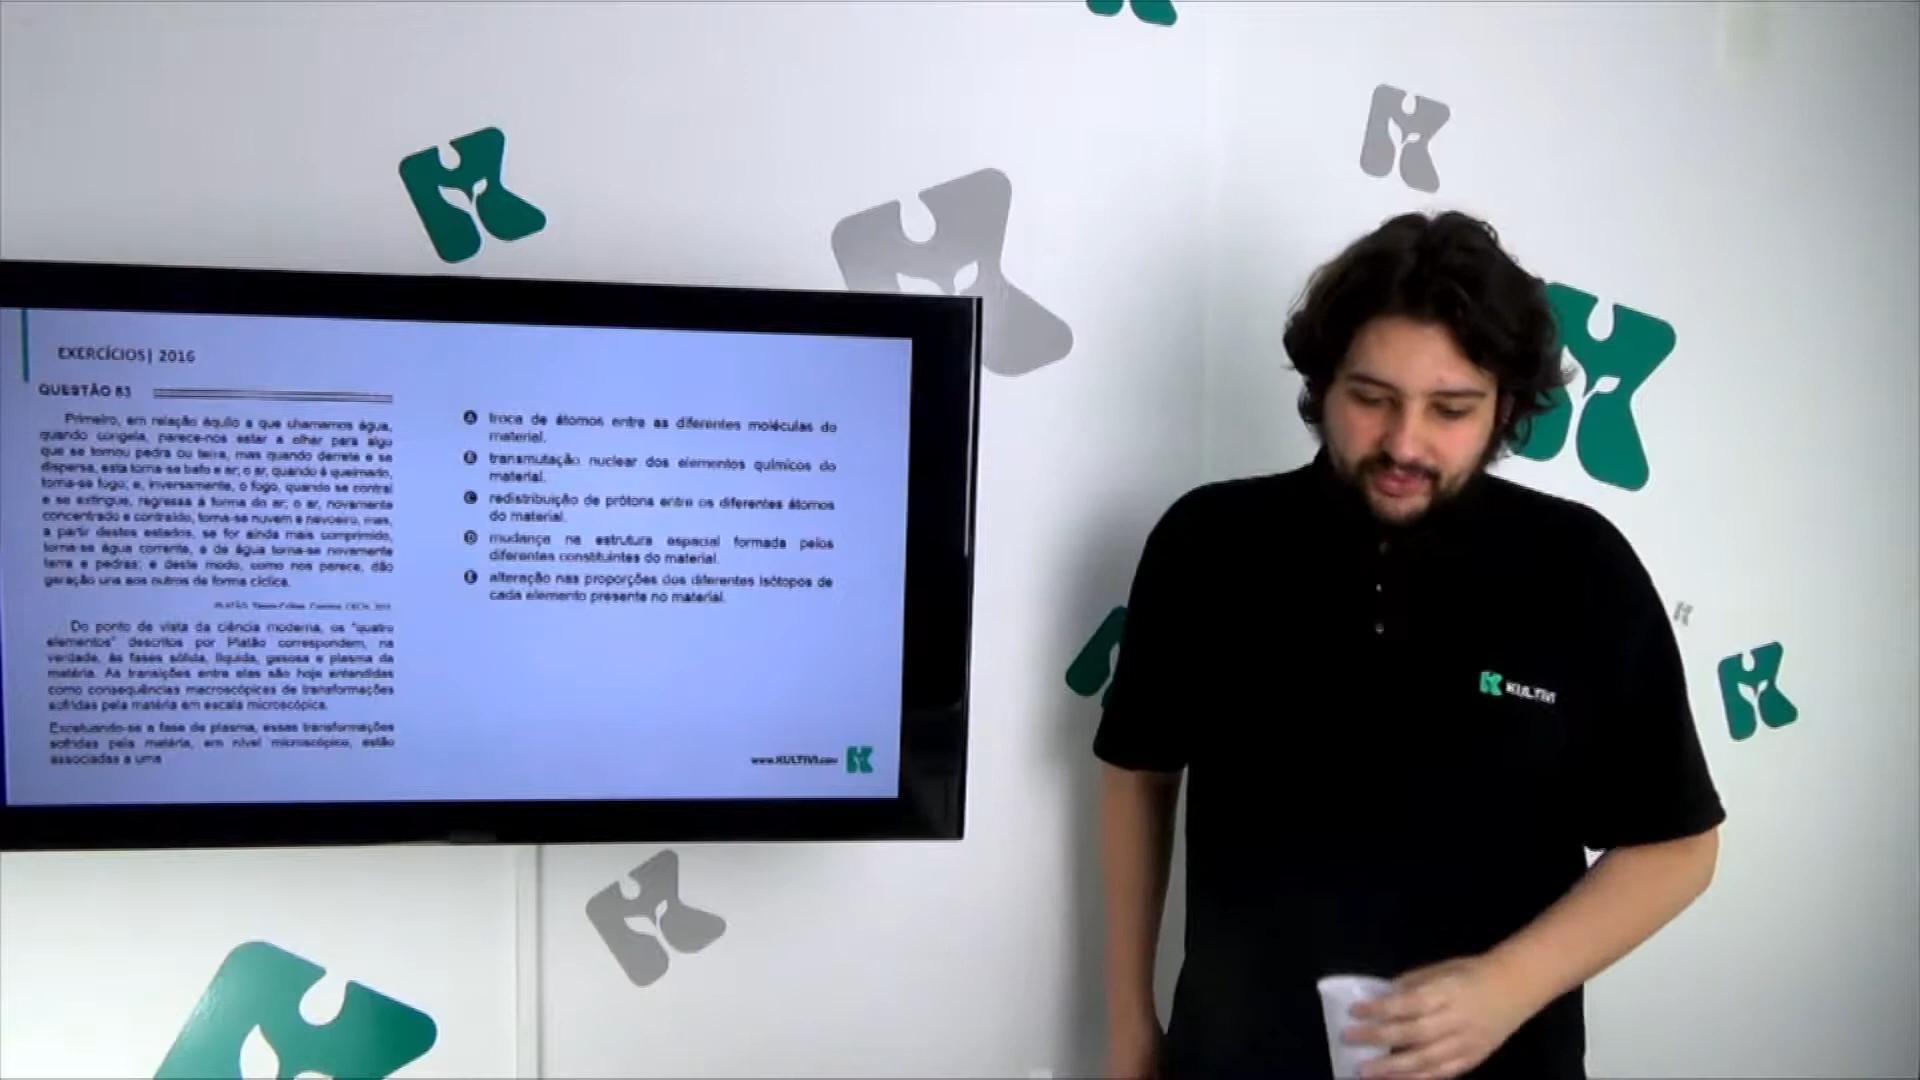 EXERCÍCIOS| 2016
QUESTÃO 83
Primeiro, em relação àquilo a que chamamos água,
quando congela, parece-nos estar a olhar para algo
que se tornou pedra ou terra, mas quando derrete e se
dispersa, esta torna-se bafo e ar; o ar, quando é queimado,
torna-se fogo; e, inversamente, o fogo, quando se contrai
e se extingue, regressa à forma do ar; o ar, novamente
concentrado e contraído, torna-se nuvem e nevoeiro, mas,
a partir destes estados, se for ainda mais comprimido,
torna-se água corrente, e de água torna-se novamente
terra e pedras; e deste modo, como nos parece, dão
geração uns aos outros de forma cíclica.
PLATÃO.
Do ponto de vista da ciência moderna, os "quatro
elementos" descritos por Platão correspondem, na
verdade, às fases sólida, líquida, gasosa e plasma da
matéria. As transições entre elas são hoje entendidas
como consequências macroscópicas de transformações
sofridas pela matéria em escala microscópica.
Excetuando-se a fase de plasma, essas transformações
sofridas pela matéria, em nível microscópico, estão
associadas a uma
A troca de átomos entre as diferentes moléculas do
material.
B transmutação nuclear dos elementos químicos do
material.
C redistribuição de prótons entre os diferentes átomos
do material.
D mudança na estrutura espacial formada pelos
diferentes constituintes do material.
E alteração nas proporções dos diferentes isótopos de
cada elemento presente no material.
www.KULTIVI.com
KULTIVI